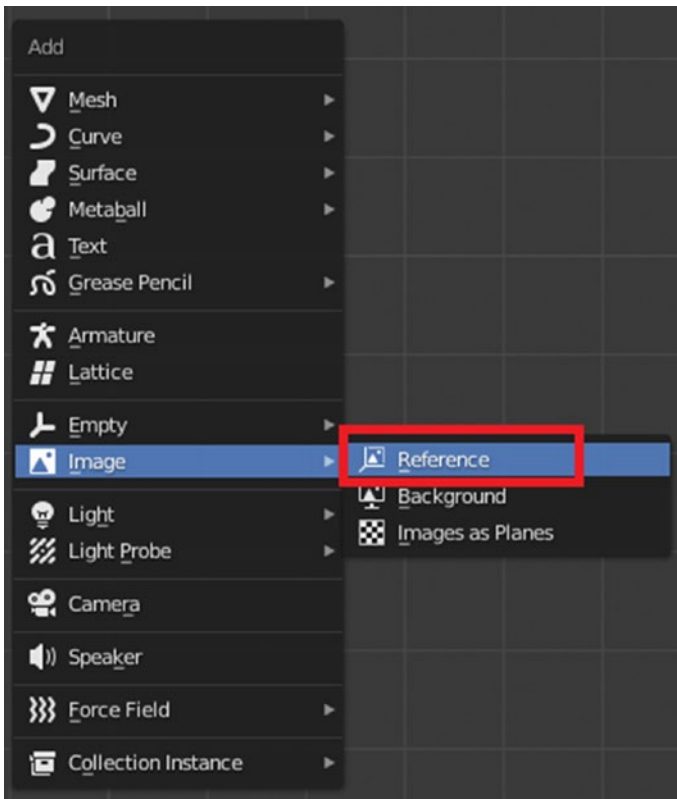 Add
Mesh
Curve
Surface
Metaball
Text
Grease Pencil
Armature
Lattice
Empty
Image
Reference
Background
Images as Planes
Light
Light Probe
Camera
Speaker
Force Field
Collection Instance